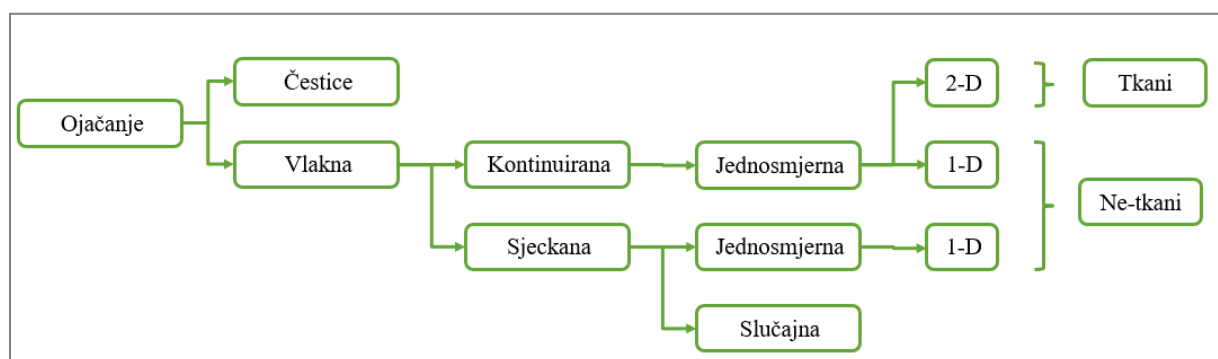 Čestice
2-D
Tkani
Ojačanje
Vlakna
Kontinuirana
Jednosmjerna
1-D
Ne-tkani
Sjeckana
Jednosmjerna
1-D
Slučajna